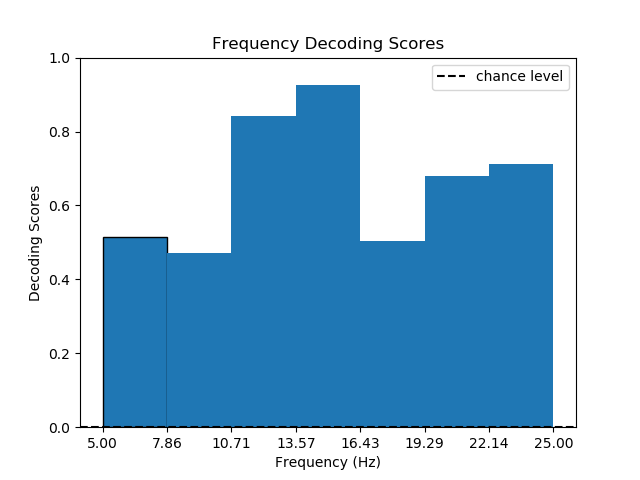 Frequency Decoding Scores
chance level
1.0
0.8
0.6
0.4
0.2
0.0
Decoding Scores
5.00 7.86 10.71 13.57 16.43 19.29 22.14 25.00
Frequency (Hz)